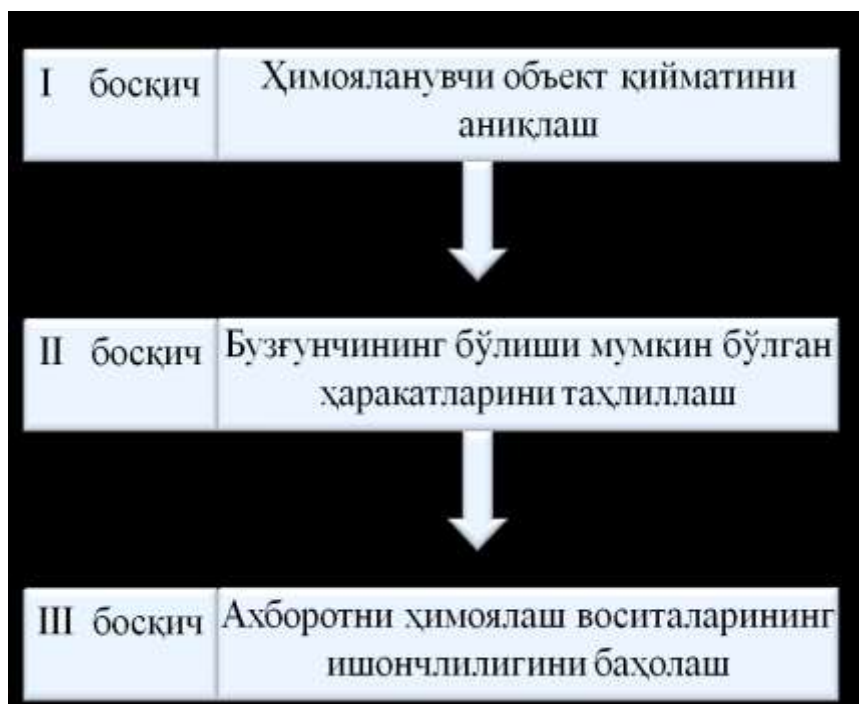 I босқич
Ҳимояланувчи объект қийматини
аниқлаш
II босқич
Бузғунчининг бўлиши мумкин бўлган
ҳаракатларини таҳлиллаш
III босқич
Ахборотни ҳимоялаш воситаларининг
ишончлилигини баҳолаш